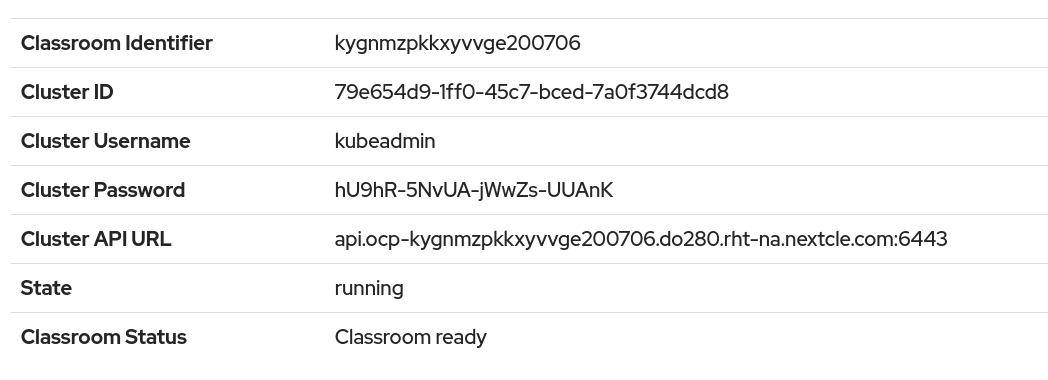 Classroom Identifier kygnmzpkkxyvvge200706
Cluster ID 79e654d9-1ff0-45c7-bced-7a0f3744dcd8
Cluster Username kubeadmin
Cluster Password hU9hR-5NvUA-jWwZs-UUAnK
Cluster API URL api.ocp-kygnmzpkkxyvvge200706.do280.rht-na.nextcle.com:6443
State running
Classroom Status Classroom ready